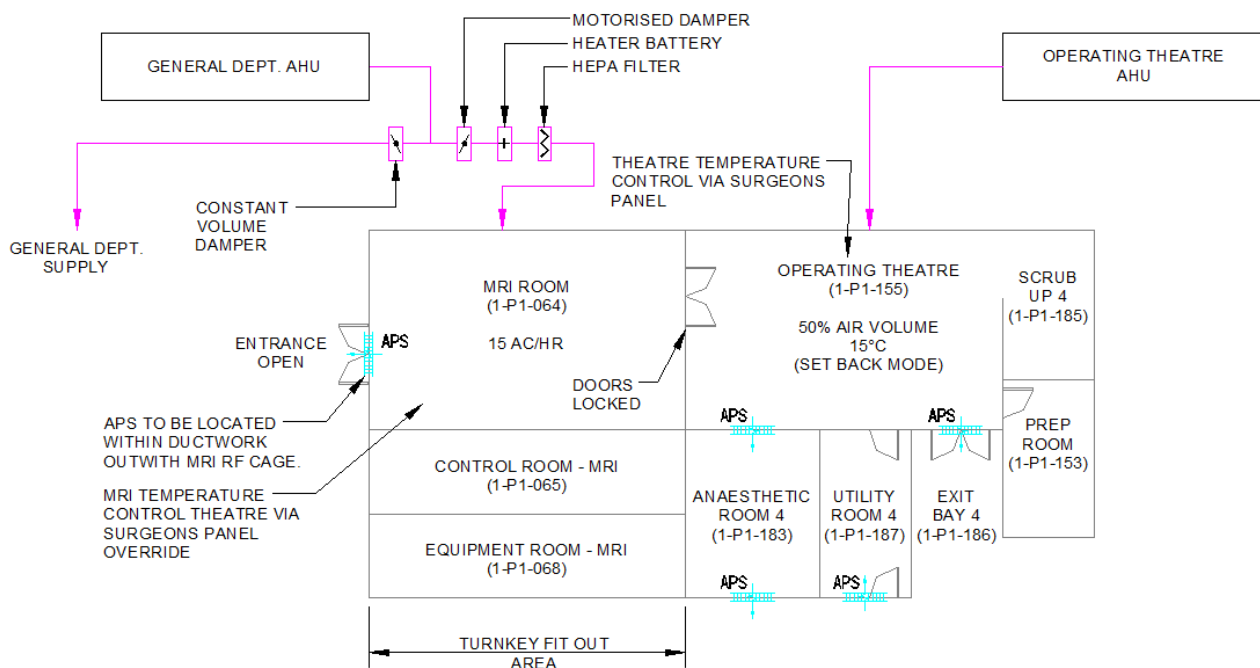 MOTORISED DAMPER
HEATER BATTERY
HEPA FILTER
GENERAL DEPT. AHU
OPERATING THEATRE
AHU
THEATRE TEMPERATURE
CONTROL VIA SURGEONS
PANEL
CONSTANT
VOLUME
DAMPER
GENERAL DEPT.
SUPPLY
MRI ROOM
(1-P1-064)
15 AC/HR
OPERATING THEATRE
(1-P1-155)
50% AIR VOLUME
15°C
(SET BACK MODE)
SCRUB
UP 4
(1-P1-185)
ENTRANCE
OPEN
APS
DOORS
LOCKED
APS TO BE LOCATED
WITHIN DUCTWORK
OUTWITH MRI RF CAGE.
MRI TEMPERATURE
CONTROL THEATRE VIA
SURGEONS PANEL
OVERRIDE
APS
APS
PREP
ROOM
(1-P1-153)
CONTROL ROOM - MRI
(1-P1-065)
EQUIPMENT ROOM - MRI
(1-P1-068)
ANAESTHETIC
ROOM 4
(1-P1-183)
UTILITY
ROOM 4
(1-P1-187)
EXIT
BAY 4
(1-P1-186)
APS
APS
TURNKEY FIT OUT
AREA